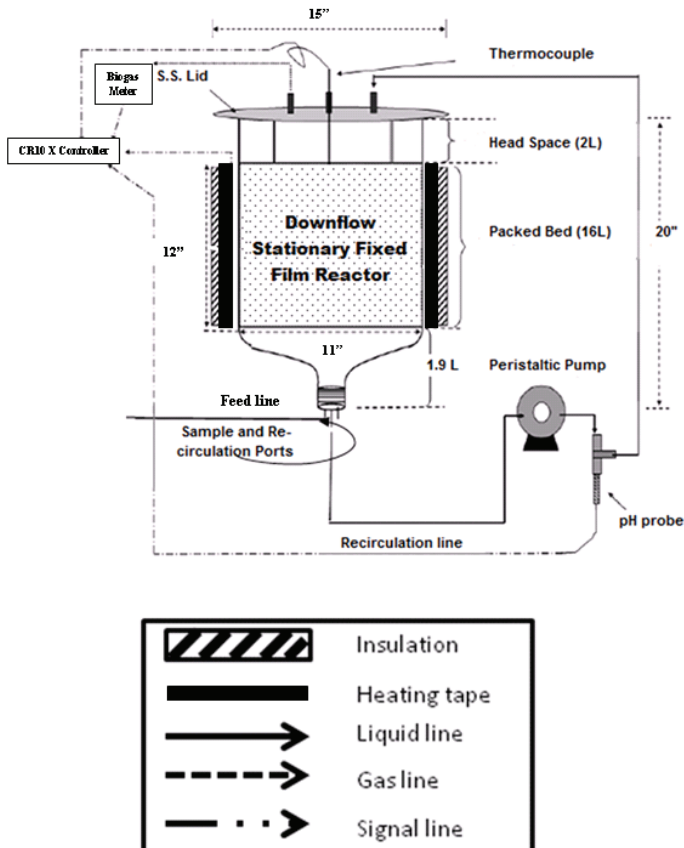 15”
Thermocouple
Biogas
Meter
S.S. Lid
CR10 X Controller
Head Space (2L)
Downflow
Stationary Fixed
Film Reactor
Packed Bed (16L)
20"
12”
11”
1.9 L
Peristaltic Pump
Feed line
Sample and Re-
circulation Ports
pH probe
Recirculation line
Insulation
Heating tape
Liquid line
Gas line
Signal line